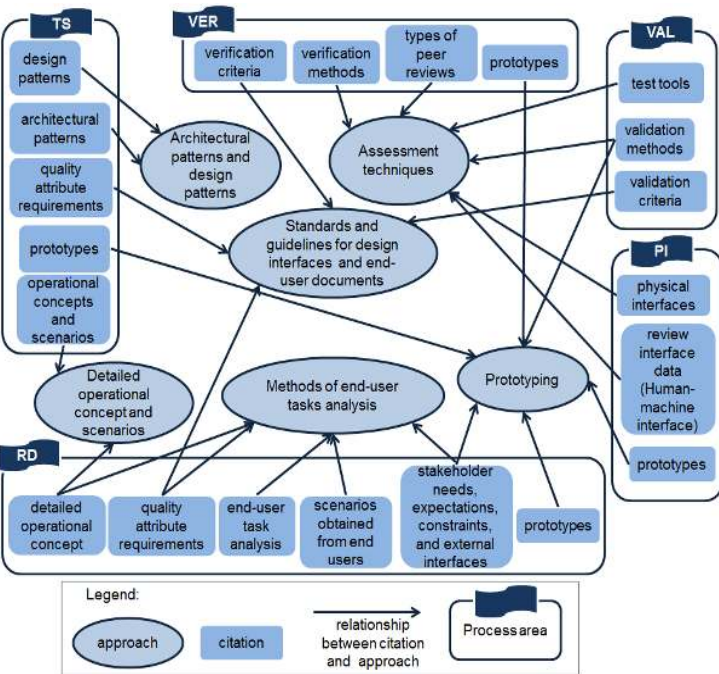 TS
design
patterns
architectural
patterns
quality
attribute
requirements
prototypes
operational
concepts
and
scenarios
VER
verification
criteria
verification
methods
types of
peer
reviews
prototypes
VAL
test tools
validation
methods
validation
criteria
Architectural
patterns and
design
patterns
Assessment
techniques
Standards and
guidelines for design
interfaces and end-
user documents
PI
physical
interfaces
review
interface
data
(Human-
machine
interface)
prototypes
Detailed
operational
concept and
scenarios
Methods of end-user
tasks analysis
Prototyping
RD
detailed
operational
concept
quality
attribute
requirements
end-user
task
analysis
scenarios
obtained
from end
users
stakeholder
needs,
expectations,
constraints,
and external
interfaces
prototypes
Legend:
approach
citation
relationship
between citation
and approach
Process area